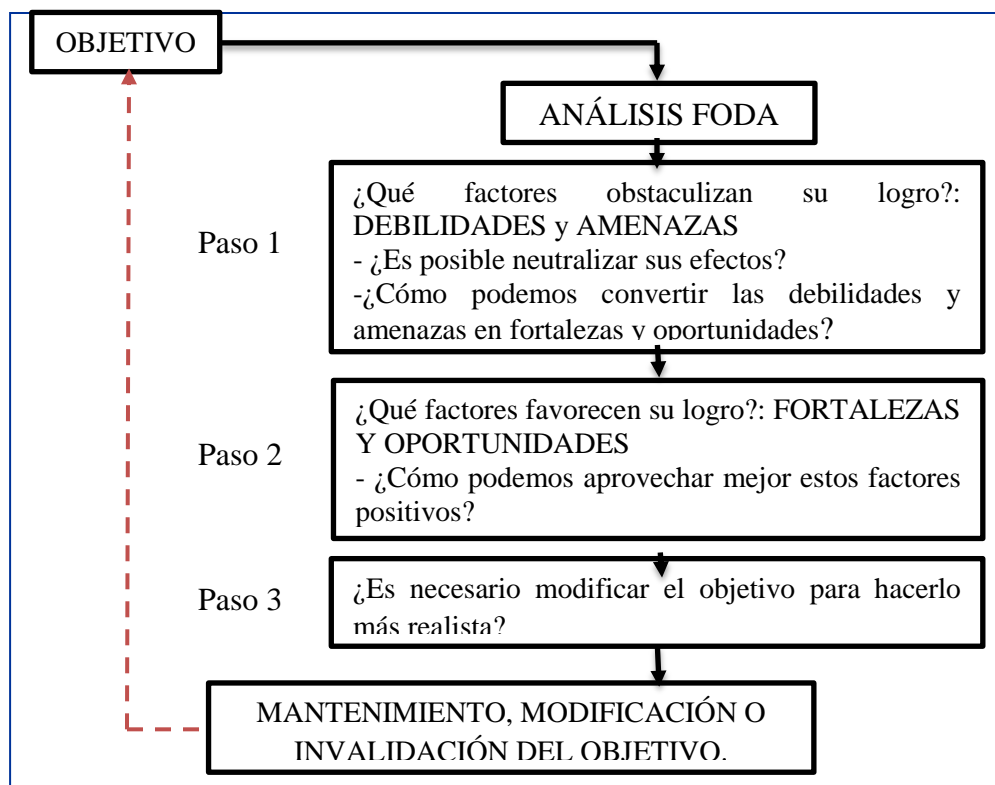 OBJETIVO
ANÁLISIS FODA
Paso 1
¿Qué factores obstaculizan su logro?:
DEBILIDADES y AMENAZAS
- ¿Es posible neutralizar sus efectos?
-¿Cómo podemos convertir las debilidades y
amenazas en fortalezas y oportunidades?
Paso 2
¿Qué factores favorecen su logro?: FORTALEZAS
Y OPORTUNIDADES
- ¿Cómo podemos aprovechar mejor estos factores
positivos?
Paso 3
¿Es necesario modificar el objetivo para hacerlo
más realista?
MANTENIMIENTO, MODIFICACIÓN O
INVALIDACIÓN DEL OBJETIVO.